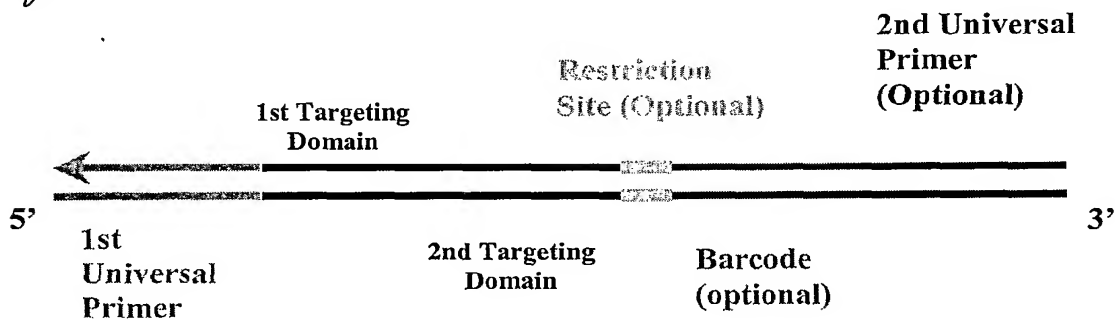 2nd Universal
Primer
(Optional)
Restriction
Site (Optional)
1st Targeting
Domain
5’
3’
1st
Universal
Primer
2nd Targeting
Domain
Barcode
(optional)